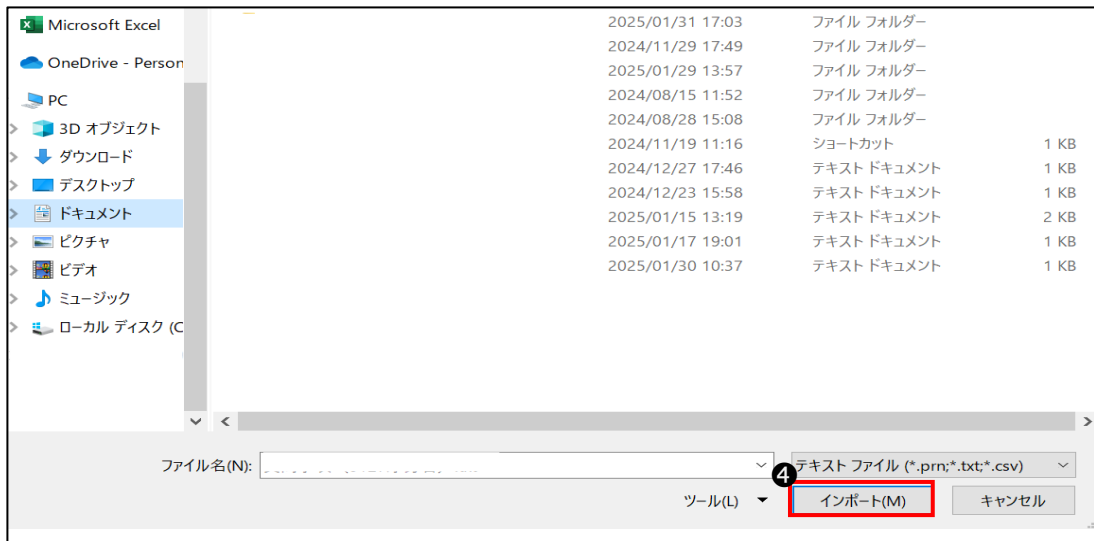 Microsoft Excel
OneDrive - Person
PC
3D オブジェクト
ダウンロード
デスクトップ
ドキュメント
ピクチャ
ビデオ
ミュージック
ローカル ディスク (C
2025/01/31 17:03 ファイル フォルダー
2024/11/29 17:49 ファイル フォルダー
2025/01/29 13:57 ファイル フォルダー
2024/08/15 11:52 ファイル フォルダー
2024/08/28 15:08 ファイル フォルダー
2024/11/19 11:16 ショートカット 1 KB
2024/12/27 17:46 テキスト ドキュメント 1 KB
2024/12/23 15:58 テキスト ドキュメント 1 KB
2025/01/15 13:19 テキスト ドキュメント 2 KB
2025/01/17 19:01 テキスト ドキュメント 1 KB
2025/01/30 10:37 テキスト ドキュメント 1 KB
ファイル名(N):
テキスト ファイル (*.prn;*.txt;*.csv)
❹
ツール(L) インポート(M) キャンセル